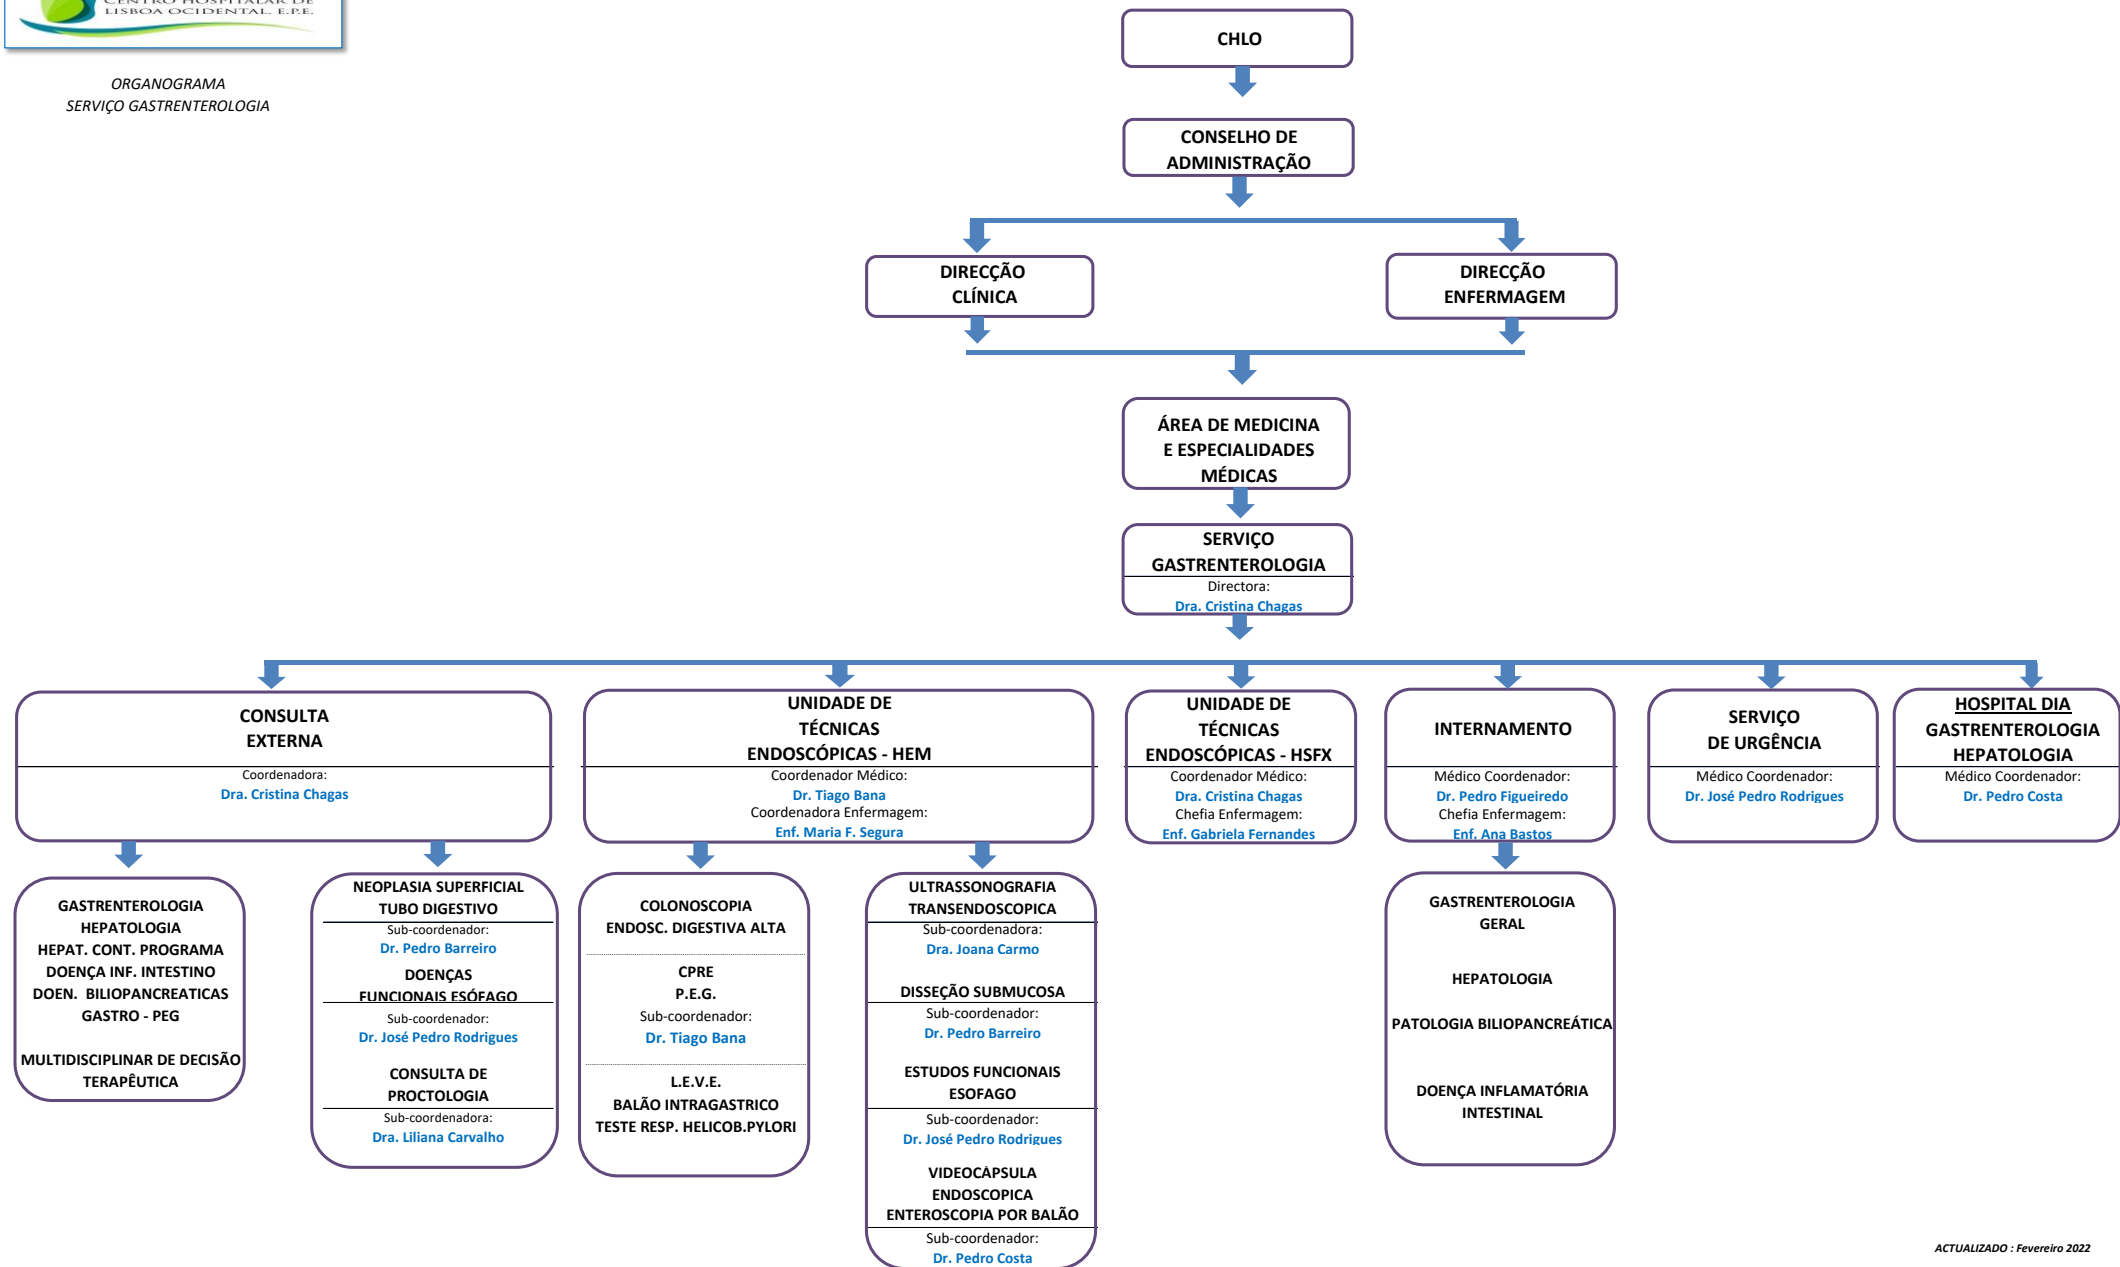 CENTRO HOSPITALAR DE
LISBOA OCIDENTAL, E.P.E.
ORGANOGRAMA
SERVIÇO GASTRENTEROLOGIA
CHLO
CONSELHO DE
ADMINISTRAÇÃO
DIRECÇÃO
CLÍNICA
DIRECÇÃO
ENFERMAGEM
ÁREA DE MEDICINA
E ESPECIALIDADES
MÉDICAS
SERVIÇO
GASTRENTEROLOGIA
Directora:
Dra. Cristina Chagas
CONSULTA
EXTERNA
Coordenadora:
Dra. Cristina Chagas
UNIDADE DE
TÉCNICAS
ENDOSCÓPICAS - HEM
Coordenador Médico:
Dr. Tiago Bana
Coordenadora Enfermagem:
Enf. Maria F. Segura
UNIDADE DE
TÉCNICAS
ENDOSCÓPICAS - HSFX
Coordenador Médico:
Dra. Cristina Chagas
Chefia Enfermagem:
Enf. Gabriela Fernandes
INTERNAMENTO
Médico Coordenador:
Dr. Pedro Figueiredo
Chefia Enfermagem:
Enf. Ana Bastos
SERVIÇO
DE URGÊNCIA
Médico Coordenador:
Dr. José Pedro Rodrigues
HOSPITAL DIA
GASTRENTEROLOGIA
HEPATOLOGIA
Médico Coordenador:
Dr. Pedro Costa
GASTRENTEROLOGIA
HEPATOLOGIA
HEPAT. CONT. PROGRAMA
DOENÇA INF. INTESTINO
DOEN. BILIOPANCREATICAS
GASTRO - PEG
MULTIDISCIPLINAR DE DECISÃO
TERAPÊUTICA
NEOPLASIA SUPERFICIAL
TUBO DIGESTIVO
Sub-coordenador:
Dr. Pedro Barreiro
DOENÇAS
FUNCIONAIS ESÓFAGO
Sub-coordenador:
Dr. José Pedro Rodrigues
CONSULTA DE
PROCTOLOGIA
Sub-coordenadora:
Dra. Liliana Carvalho
COLONOSCOPIA
ENDOSC. DIGESTIVA ALTA
CPRE
P.E.G.
Sub-coordenador:
Dr. Tiago Bana
L.E.V.E.
BALÃO INTRAGASTRICO
TESTE RESP. HELICOB.PYLORI
ULTRASSONOGRAFIA
TRANSENDOSCOPICA
Sub-coordenadora:
Dra. Joana Carmo
DISSEÇÃO SUBMUCOSA
Sub-coordenador:
Dr. Pedro Barreiro
ESTUDOS FUNCIONAIS
ESOFAGO
Sub-coordenador:
Dr. José Pedro Rodrigues
VIDEOCÁPSULA
ENDOSCOPICA
ENTEROSCOPIA POR BALÃO
Sub-coordenador:
Dr. Pedro Costa
GASTRENTEROLOGIA
GERAL
HEPATOLOGIA
PATOLOGIA BILIOPANCREÁTICA
DOENÇA INFLAMATÓRIA
INTESTINAL
ACTUALIZADO : Fevereiro 2022